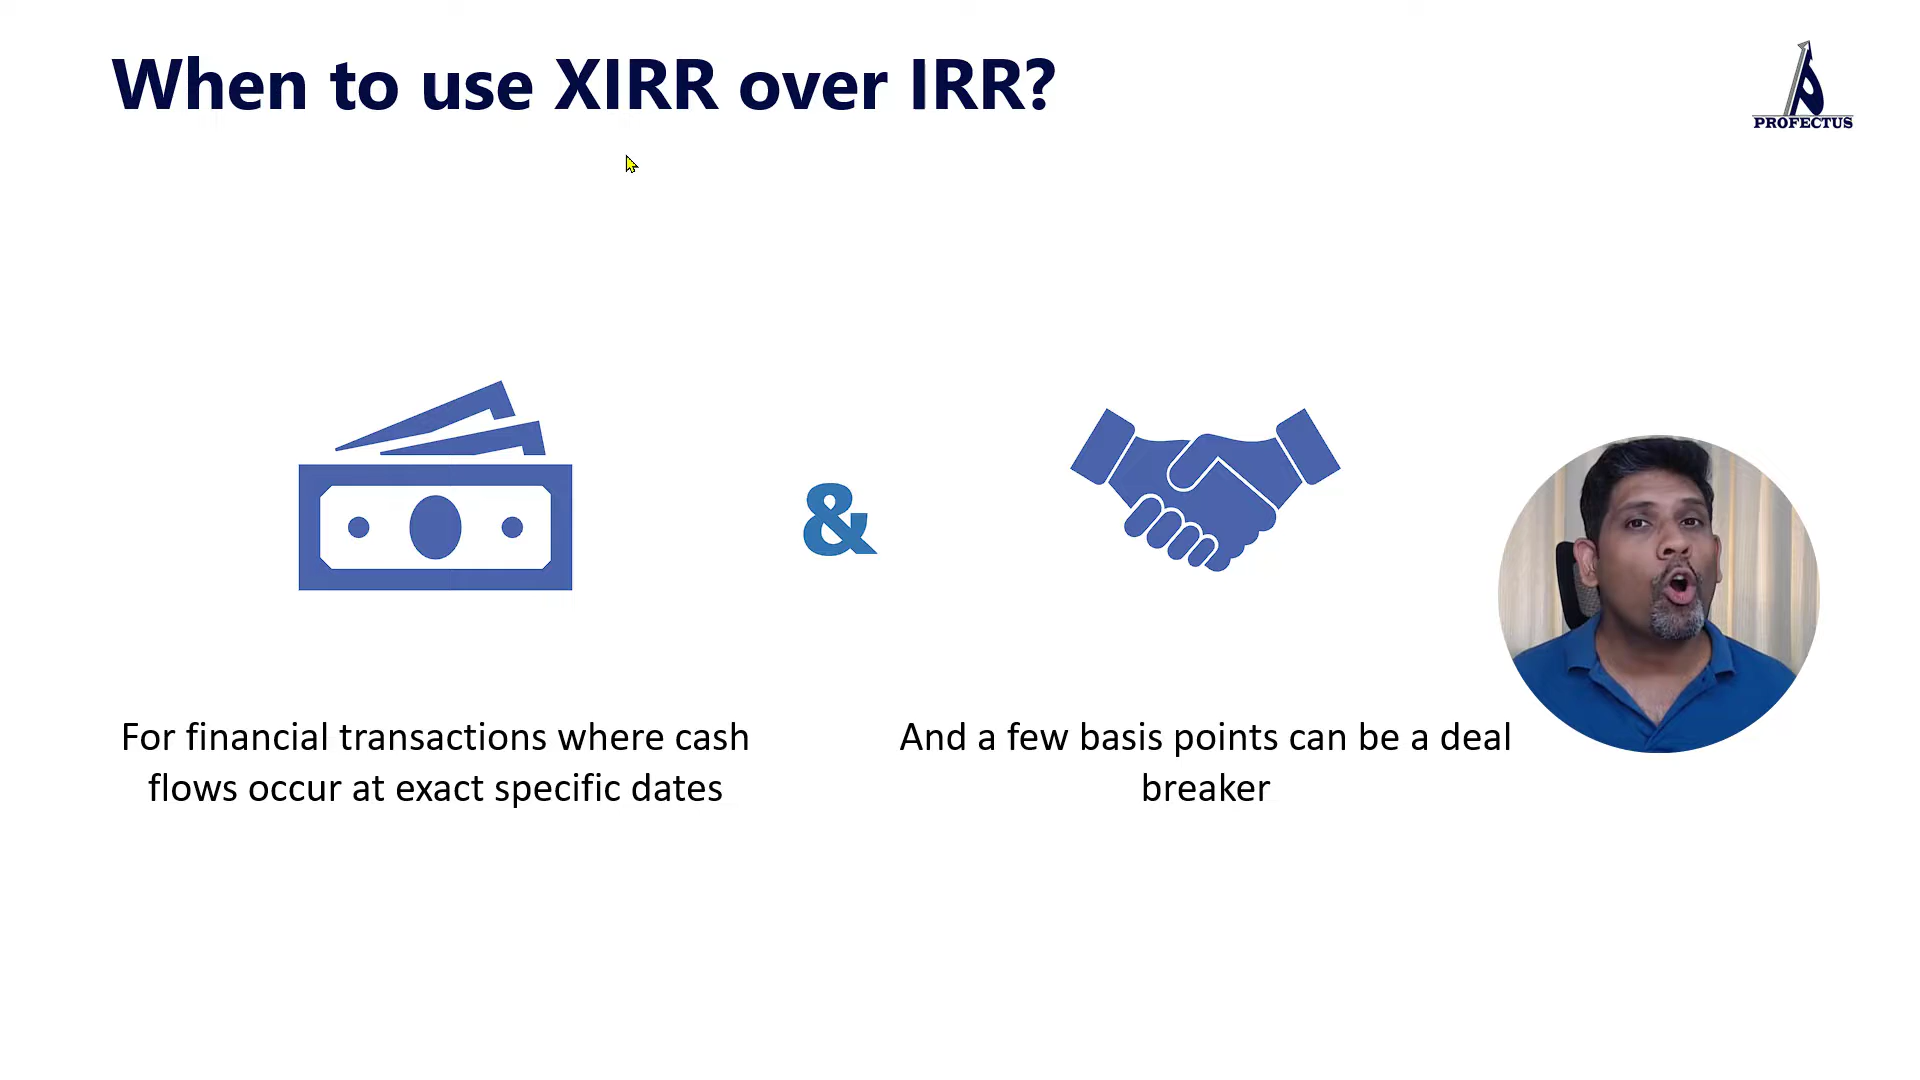 When to use XIRR over IRR?
PROFECTUS
&
For financial transactions where cash
flows occur at exact specific dates
And a few basis points can be a deal
breaker